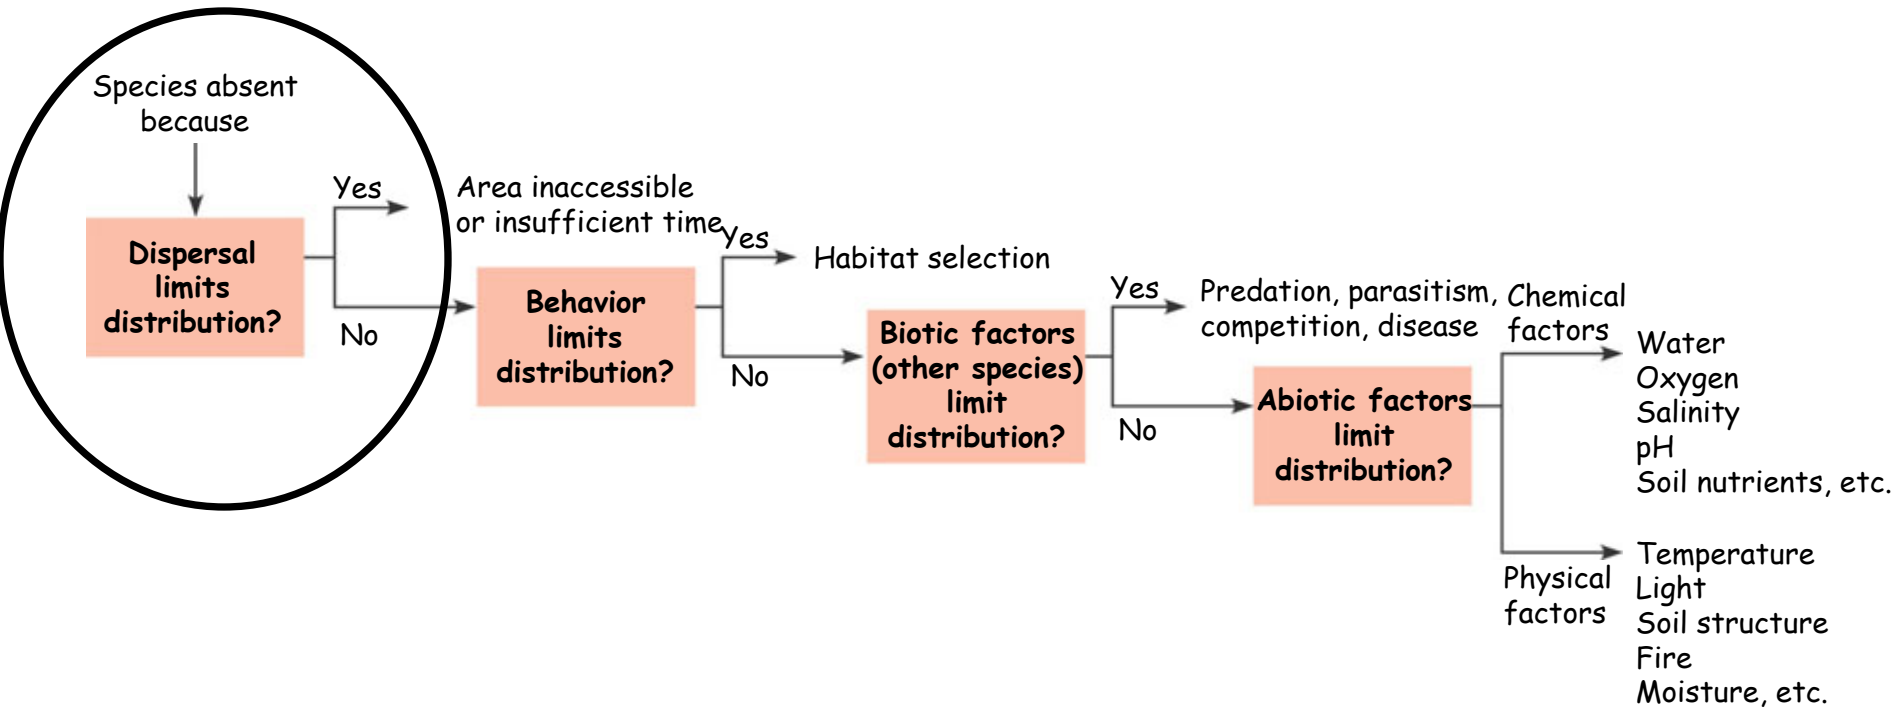 Species absent
because
Yes
Dispersal
limits
distribution?
No
Area inaccessible
or insufficient time
Yes
Behavior
limits
distribution?
No
Habitat selection
Yes
Biotic factors
(other species)
limit
distribution?
No
Predation, parasitism,
competition, disease
Chemical
factors
Abiotic factors
limit
distribution?
Water
Oxygen
Salinity
pH
Soil nutrients, etc.
Physical
factors
Temperature
Light
Soil structure
Fire
Moisture, etc.